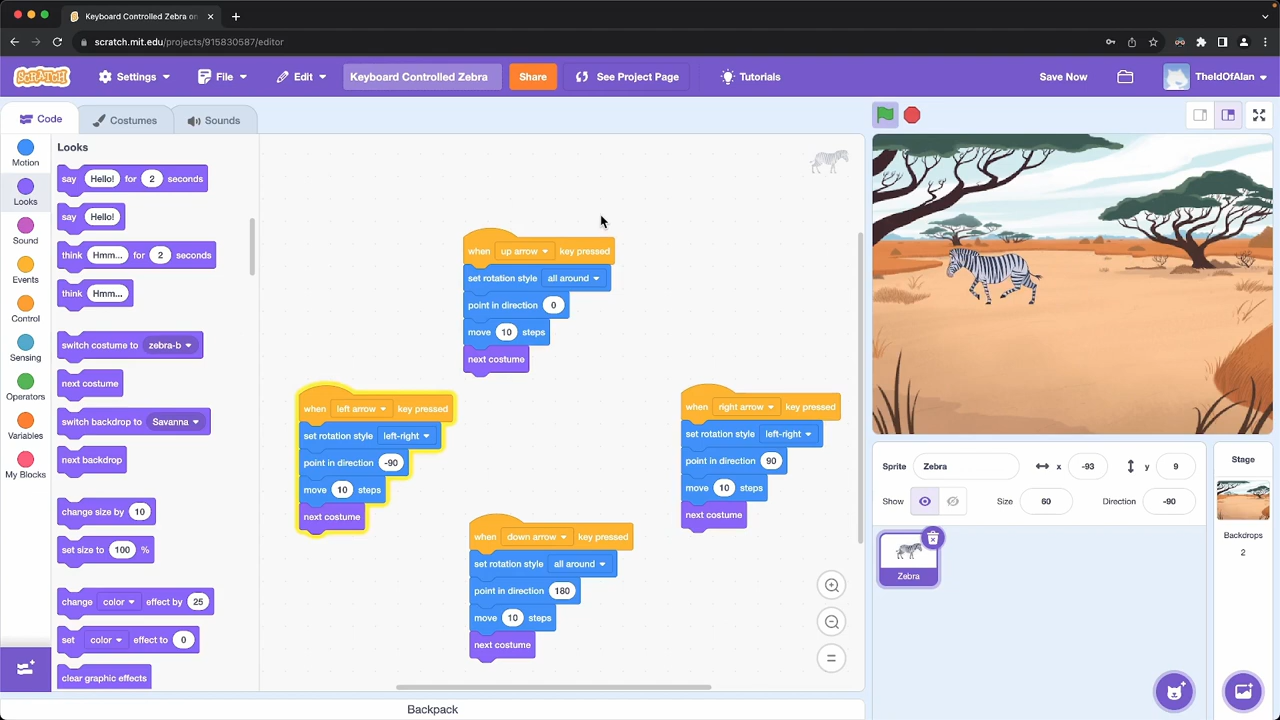 Keyboard Controlled Zebra on
scratch.mit.edu/projects/915830587/editor
SCRATCH
Settings
File
Edit
Keyboard Controlled Zebra
Share
See Project Page
Tutorials
Save Now
TheIdOfAlan
Code
Costumes
Sounds
Motion
Looks
Sound
Events
Control
Sensing
Operators
Variables
My Blocks
Looks
say Hello! for 2 seconds
say Hello!
think Hmm... for 2 seconds
think Hmm...
switch costume to zebra-b
next costume
switch backdrop to Savanna
next backdrop
change size by 10
set size to 100 %
change color effect by 25
set color effect to 0
clear graphic effects
when up arrow key pressed
set rotation style all around
point in direction 0
move 10 steps
next costume
when left arrow key pressed
set rotation style left-right
point in direction -90
move 10 steps
next costume
when right arrow key pressed
set rotation style left-right
point in direction 90
move 10 steps
next costume
when down arrow key pressed
set rotation style all around
point in direction 180
move 10 steps
next costume
Backpack
Sprite Zebra x -93 y 9
Show Size 60 Direction -90
Zebra
Stage
Backdrops
2